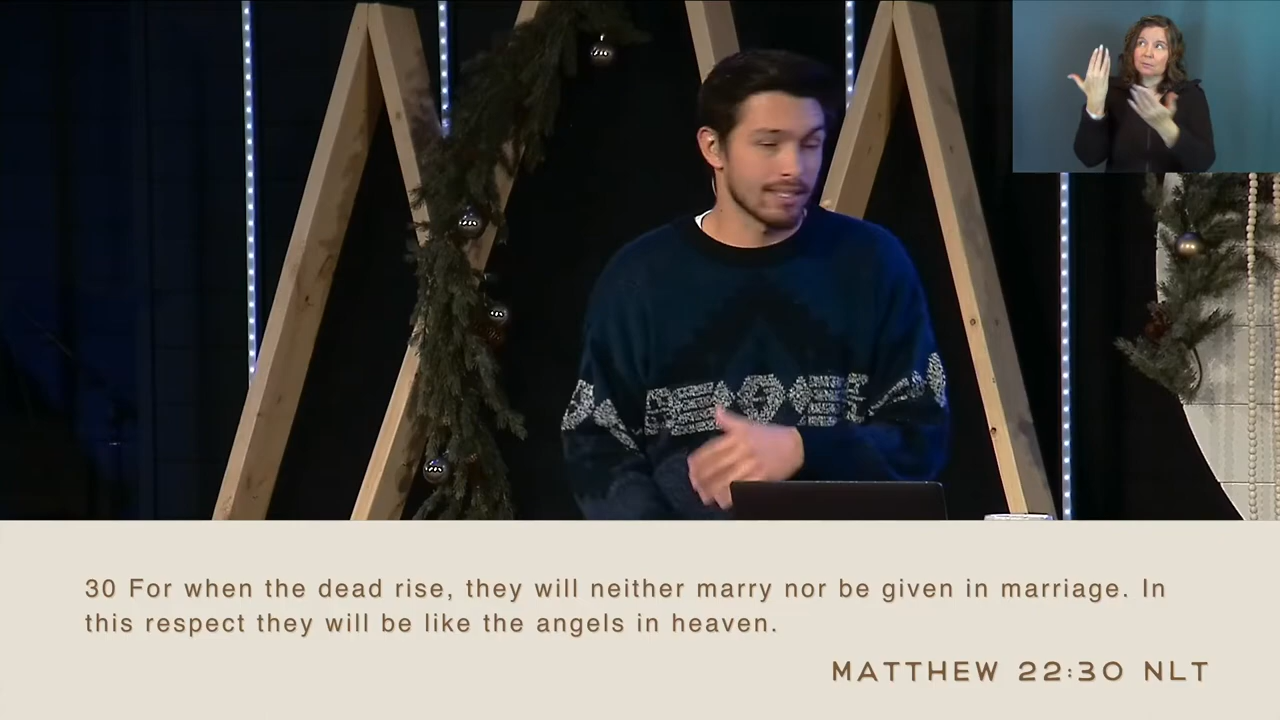 30 For when the dead rise, they will neither marry nor be given in marriage. In
this respect they will be like the angels in heaven.
MATTHEW 22:30 NLT